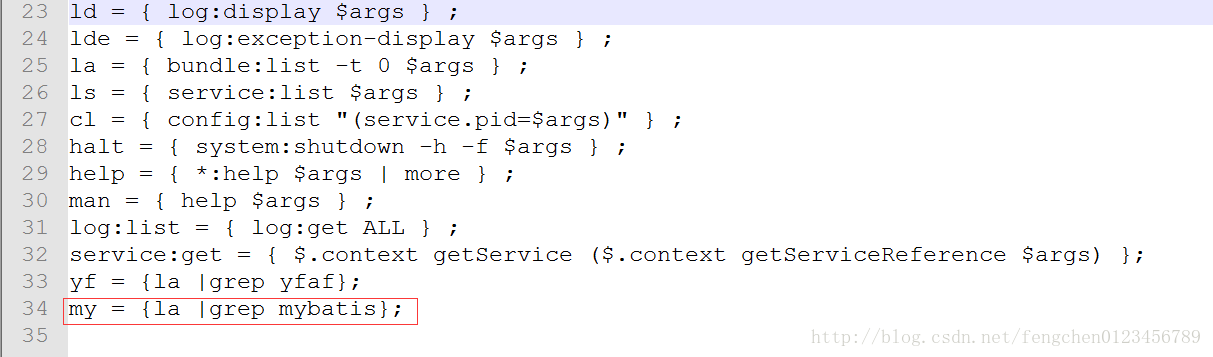 23 ld = { log:display $args } ;
24 lde = { log:exception-display $args } ;
25 la = { bundle:list -t 0 $args } ;
26 ls = { service:list $args } ;
27 cl = { config:list "(service.pid=$args)" } ;
28 halt = { system:shutdown -h -f $args } ;
29 help = { *:help $args | more } ;
30 man = { help $args } ;
31 log:list = { log:get ALL } ;
32 service:get = { $.context getService ($.context getServiceReference $args) };
33 yf = {la |grep yfaf};
34 my = {la |grep mybatis};
35
http://blog.csdn.net/fengchen0123456789